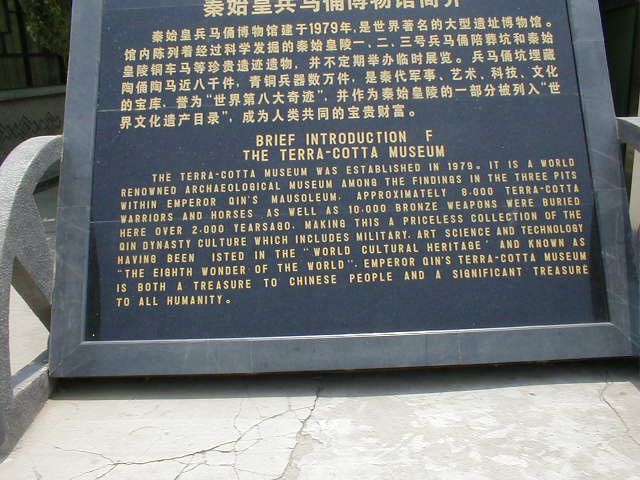 秦始皇兵马俑博物馆简介
秦始皇兵马俑博物馆建于1979年,是世界著名的大型遗址博物馆。
馆内陈列着经过科学发掘的秦始皇陵一、二、三号兵马俑陪葬坑和秦始
皇陵铜车马等珍贵遗迹遗物,并不定期举办临时展览。兵马俑坑埋藏
陶俑陶马近八千件,青铜兵器数万件,是秦代军事、艺术、科技、文化
的宝库。誉为"世界第八大奇迹",并作为秦始皇陵的一部分被列入"世
界文化遗产目录",成为人类共同的宝贵财富。
BRIEF INTRODUCTION F
THE TERRA-COTTA MUSEUM
THE TERRA-COTTA MUSEUM WAS ESTABLISHED IN 1979. IT IS A WORLD
RENOWNED ARCHAEOLOGICAL MUSEUM AMONG THE FINDINGS IN THE THREE PITS
WITHIN EMPEROR QIN'S MAUSOLEUM, APPROXIMATELY 8,000 TERRA-COTTA
WARRIORS AND HORSES AS WELL AS 10,000 BRONZE WEAPONS WERE BURIED
HERE OVER 2,000 YEARSAGO, MAKING THIS A PRICELESS COLLECTION OF THE
QIN DYNASTY CULTURE WHICH INCLUDES MILITARY, ART SCIENCE AND TECHNOLOGY
HAVING BEEN ISTED IN THE "WORLD CULTURAL HERITAGE' AND KNOWN AS
"THE EIGHTH WONDER OF THE WORLD", EMPEROR QIN'S TERRA-COTTA MUSEUM
IS BOTH A TREASURE TO CHINESE PEOPLE AND A SIGNIFICANT TREASURE
TO ALL HUMANITY.